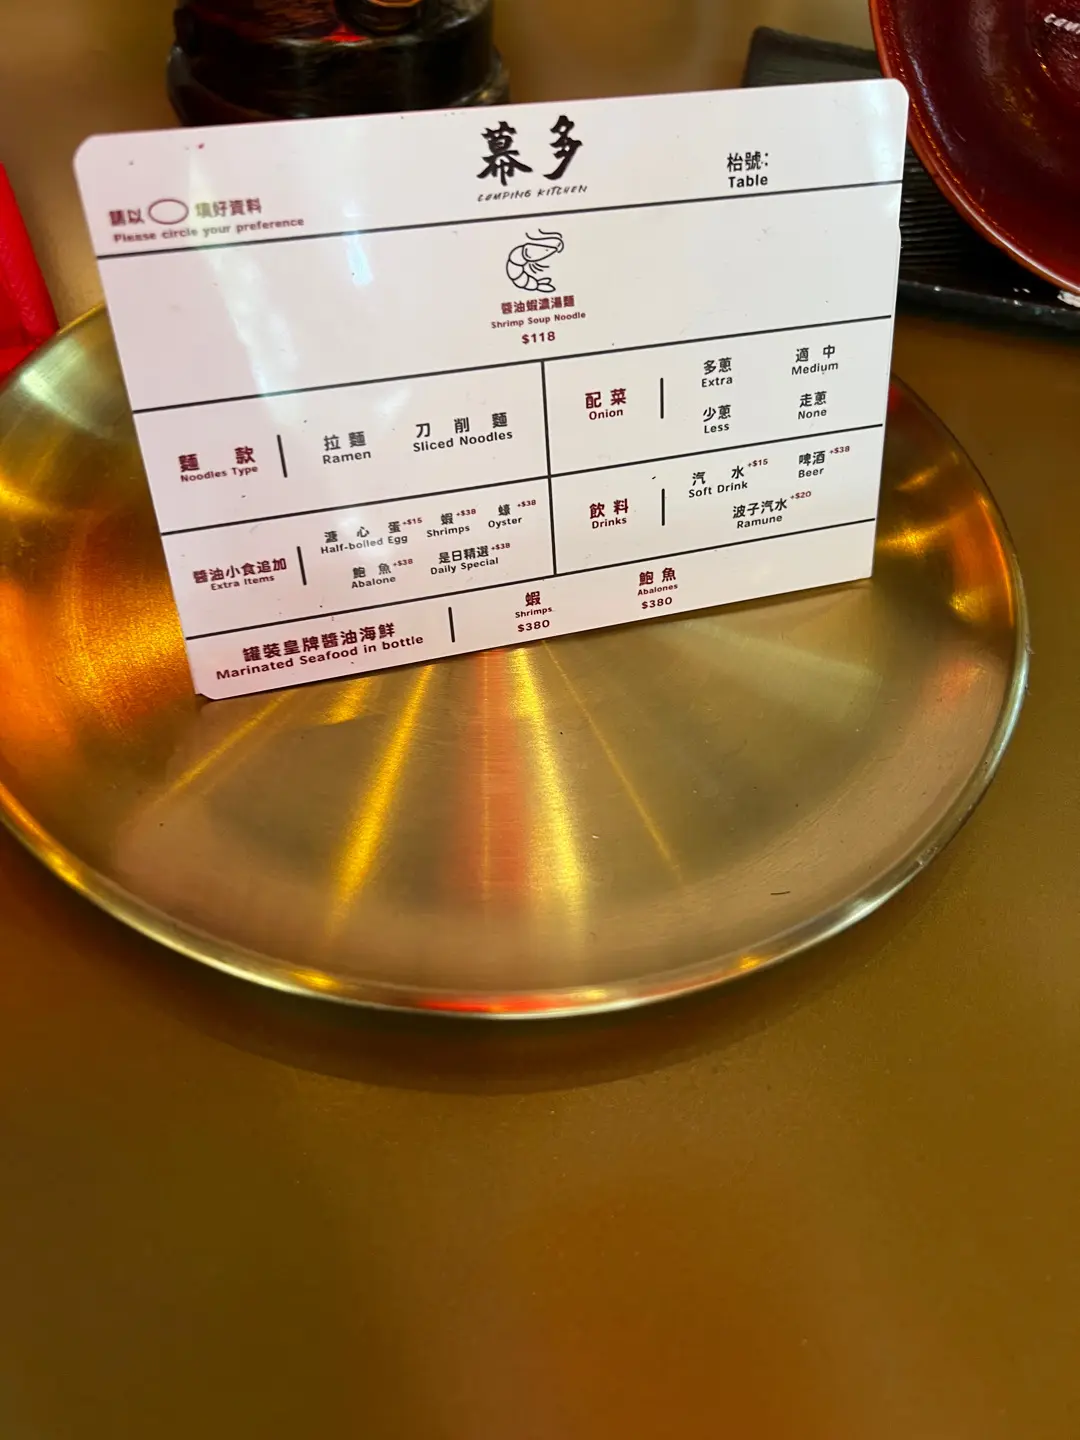 幕多
CAMPING KITCHEN
枱號：
Table
請以 填好資料
Please circle your preference
醬油蝦濃湯麵
Shrimp Soup Noodle
$118
麵款
Noodles Type
拉麵
Ramen
刀削麵
Sliced Noodles
配菜
Onion
多蔥
Extra
適中
Medium
少蔥
Less
走蔥
None
醬油小食追加
Extra Items
溏心蛋 +$15
Half-boiled Egg
蝦 +$38
Shrimps
蠔 +$38
Oyster
鮑魚 +$38
Abalone
是日精選 +$38
Daily Special
飲料
Drinks
汽水 +$15
Soft Drink
啤酒 +$38
Beer
波子汽水 +$20
Ramune
罐裝皇牌醬油海鮮
Marinated Seafood in bottle
蝦
Shrimps
$380
鮑魚
Abalones
$380